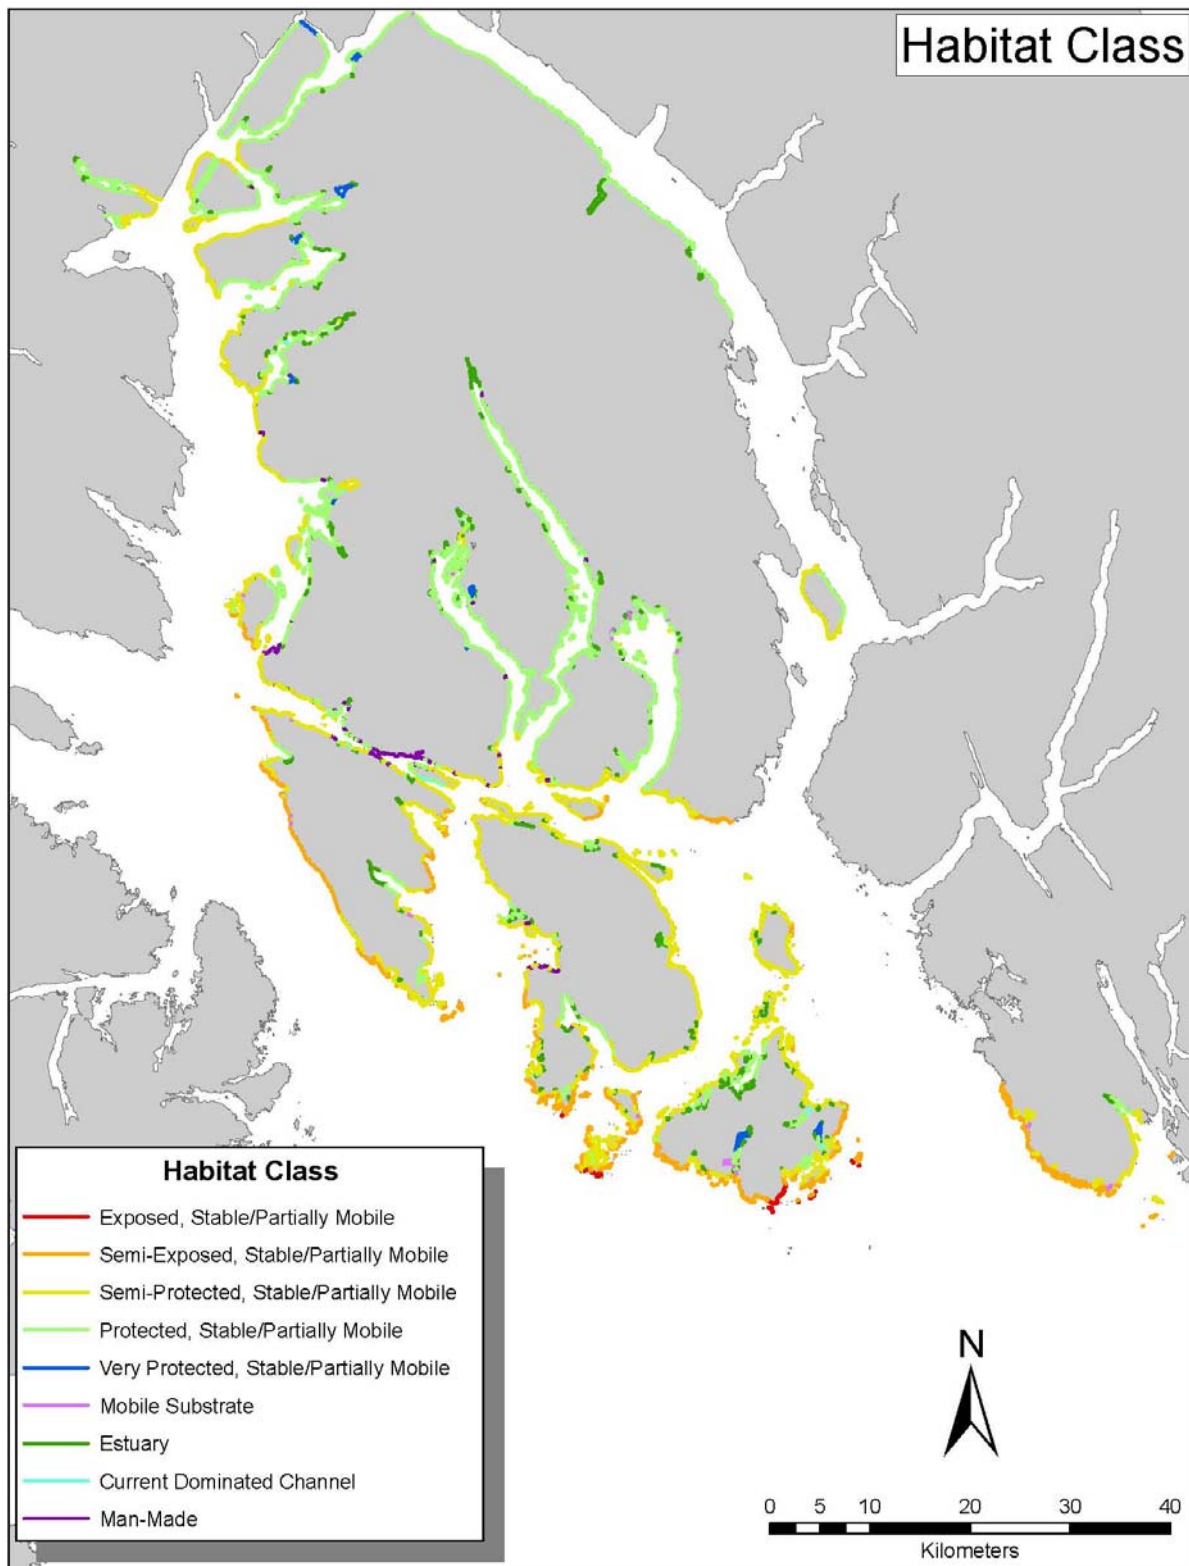 Habitat Class
Habitat Class
Exposed, Stable/Partially Mobile
Semi-Exposed, Stable/Partially Mobile
Semi-Protected, Stable/Partially Mobile
Protected, Stable/Partially Mobile
Very Protected, Stable/Partially Mobile
Mobile Substrate
Estuary
Current Dominated Channel
Man-Made
N
0 5 10 20 30 40
Kilometers